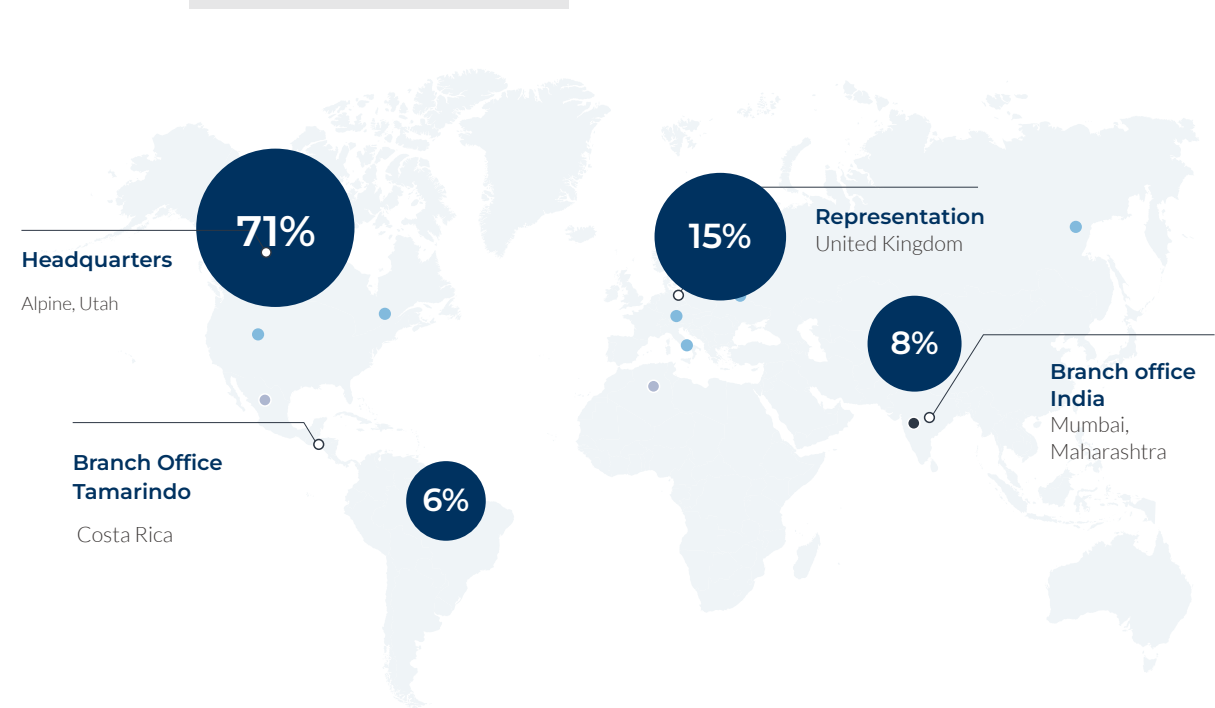 71%
Headquarters
Alpine, Utah
15%
Representation
United Kingdom
8%
Branch office
India
Mumbai,
Maharashtra
Branch Office
Tamarindo
Costa Rica
6%